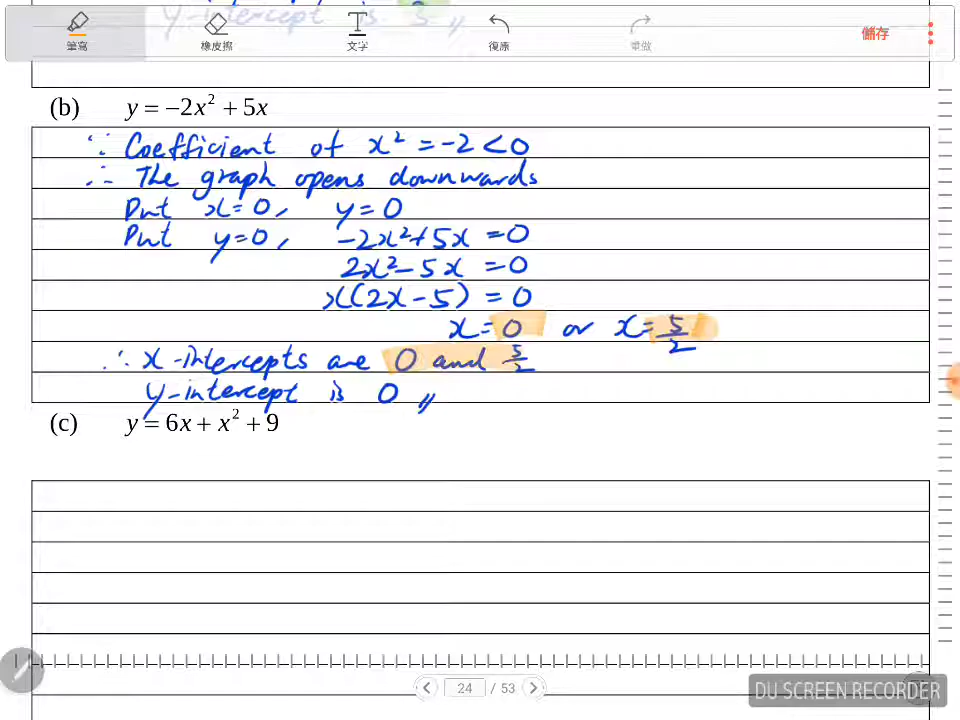 y-intercept is 3 //
筆寫 橡皮擦 文字 復原 重做 儲存
(b) y = −2x² + 5x
∵ Coefficient of x² = -2 < 0
∴ The graph opens downwards
Put x=0, y=0
Put y=0, -2x²+5x = 0
2x²-5x = 0
x(2x-5) = 0
x=0 or x=5/2
∴ x-intercepts are 0 and 5/2
y-intercept is 0 //
(c) y = 6x + x² + 9
24 / 53
DU SCREEN RECORDER